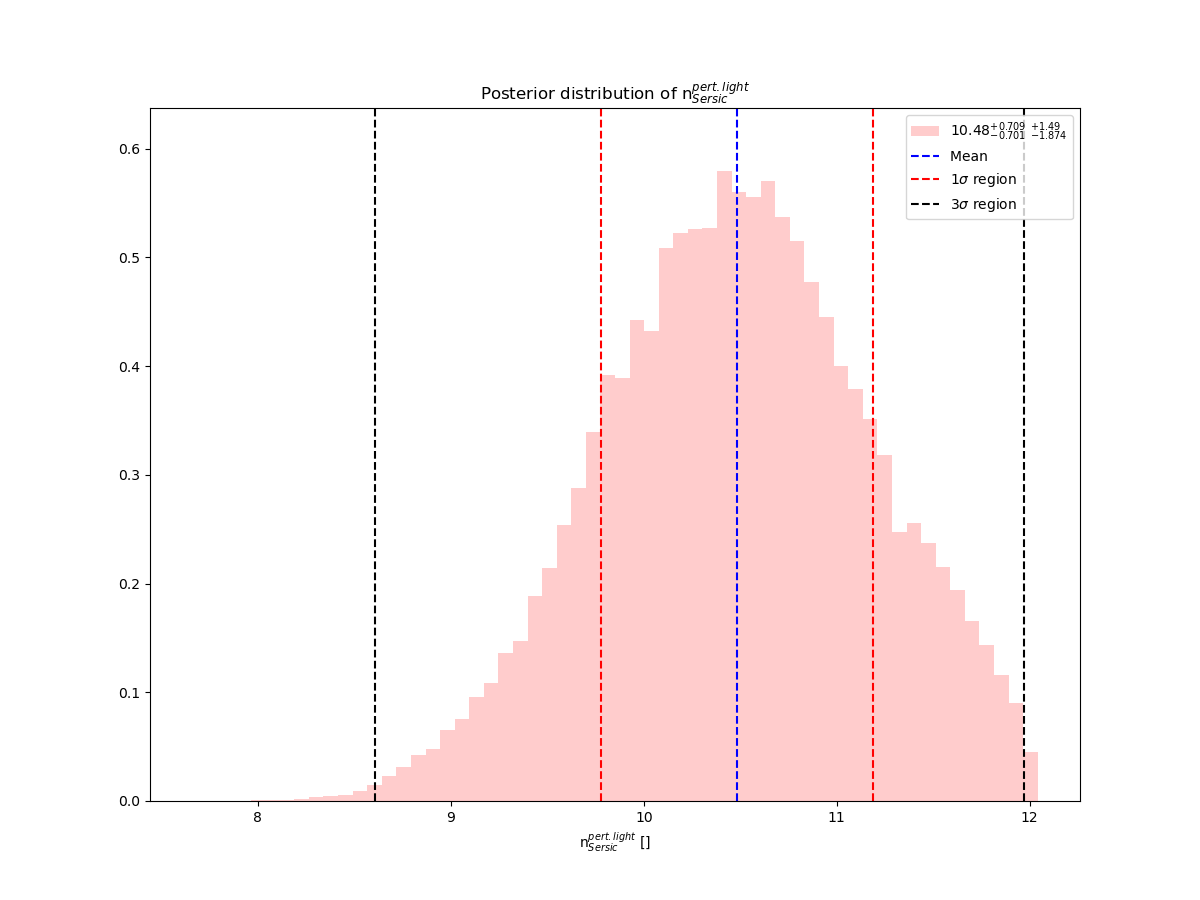 Posterior distribution of n_{Sersic}^{pert. light}
10.48^{+0.709}_{-0.701} ^{+1.49}_{-1.874}
Mean
1σ region
3σ region
0.6
0.5
0.4
0.3
0.2
0.1
0.0
8 9 10 11 12
n_{Sersic}^{pert. light} []